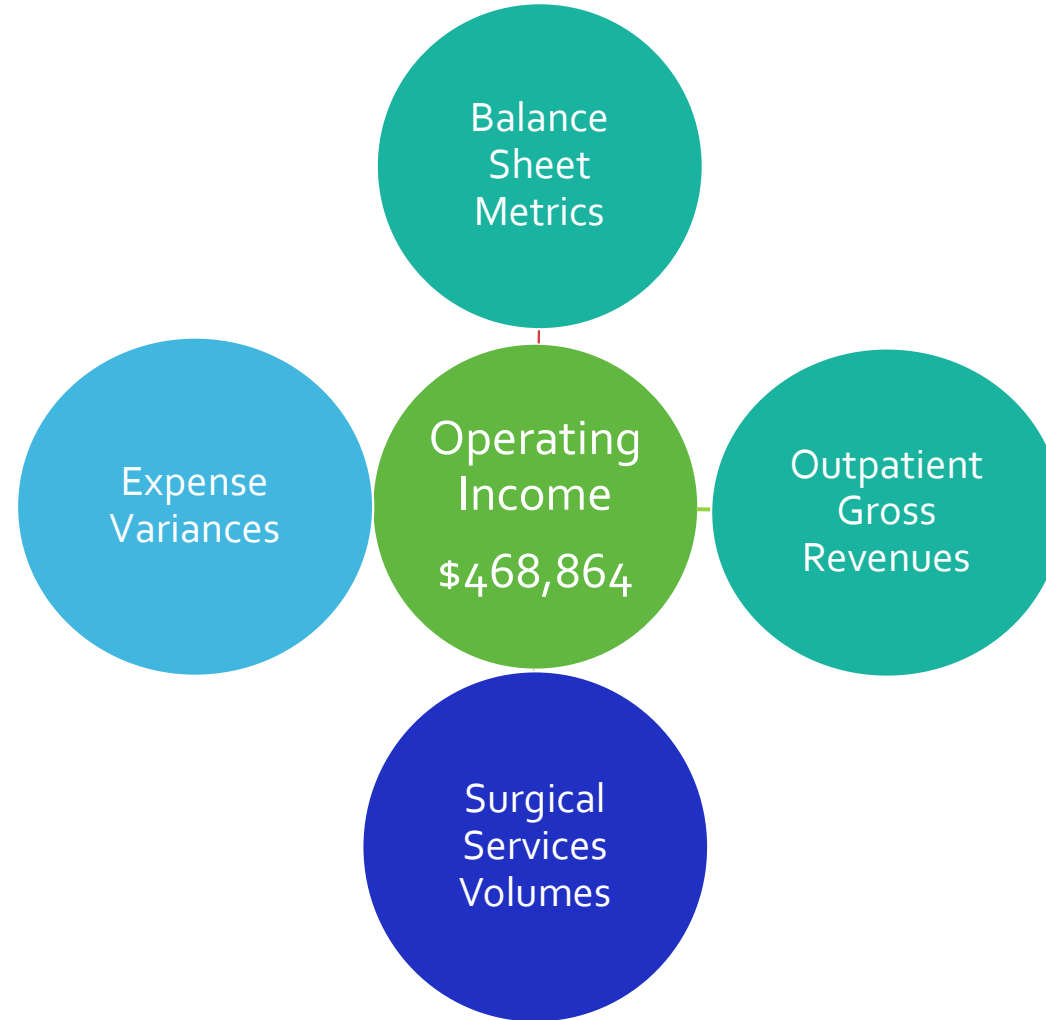 Balance
Sheet
Metrics
Expense
Variances
Operating
Income
$468,864
Outpatient
Gross
Revenues
Surgical
Services
Volumes